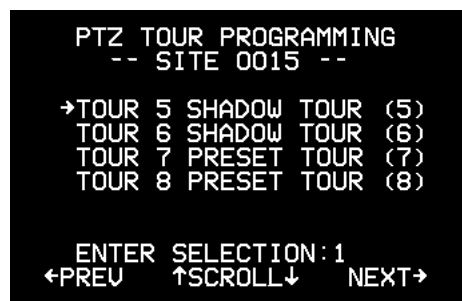 PTZ TOUR PROGRAMMING
-- SITE 0015 --
→TOUR 5 SHADOW TOUR (5)
TOUR 6 SHADOW TOUR (6)
TOUR 7 PRESET TOUR (7)
TOUR 8 PRESET TOUR (8)
ENTER SELECTION:1
←PREV ↑SCROLL↓ NEXT→